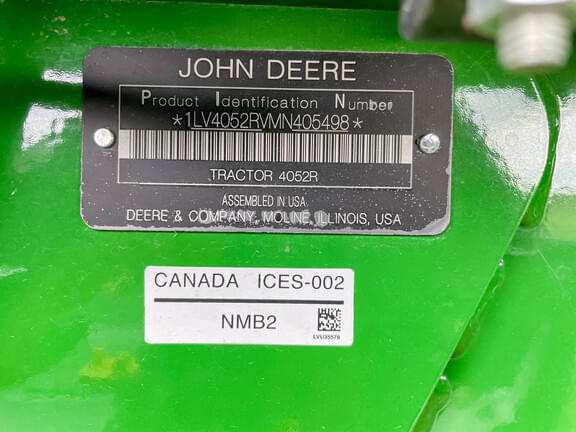 JOHN DEERE
Product Identification Number
*1LV4052RVMN405498*
TRACTOR 4052R
ASSEMBLED IN USA
DEERE & COMPANY, MOLINE, ILLINOIS, USA
CANADA ICES-002
NMB2
LVU35578